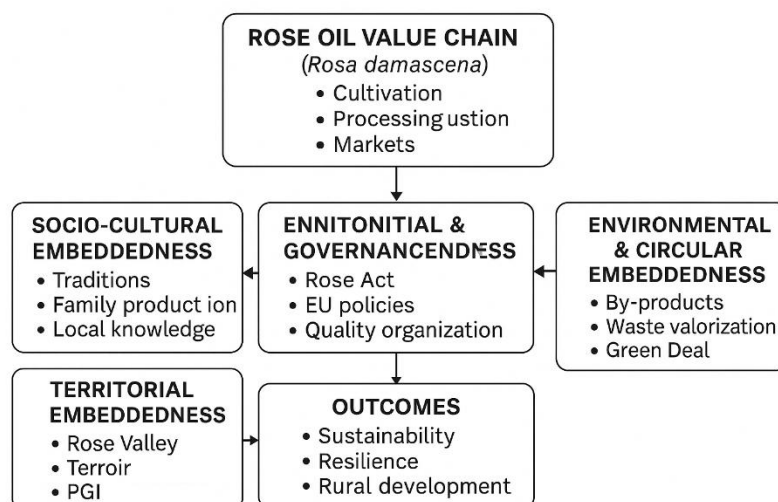 ROSE OIL VALUE CHAIN
(Rosa damascena)
• Cultivation
• Processing ustion
• Markets
SOCIO-CULTURAL
EMBEDDEDNESS
• Traditions
• Family product ion
• Local knowledge
ENNITONITIAL &
GOVERNANCENDNESS
• Rose Act
• EU policies
• Quality organization
ENVIRONMENTAL
& CIRCULAR
EMBEDDEDNESS
• By-products
• Waste valorization
• Green Deal
TERRITORIAL
EMBEDDEDNESS
• Rose Valley
• Terroir
• PGI
OUTCOMES
• Sustainability
• Resilience
• Rural development